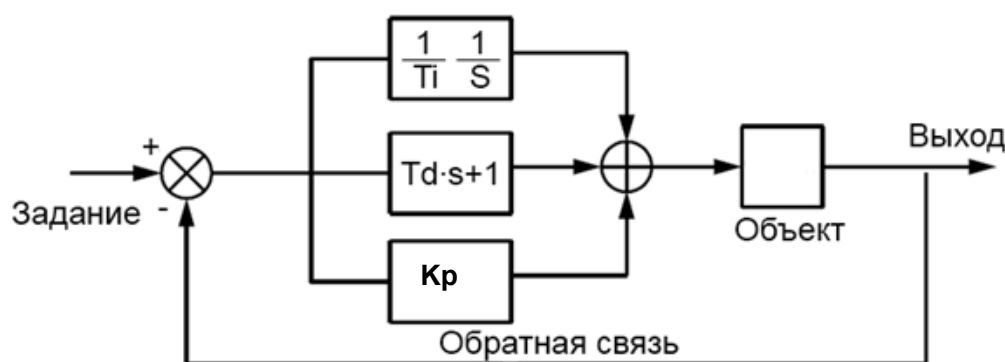 1 1
Ti S
+
Td·s+1
Выход
Задание
-
Объект
Kp
Обратная связь